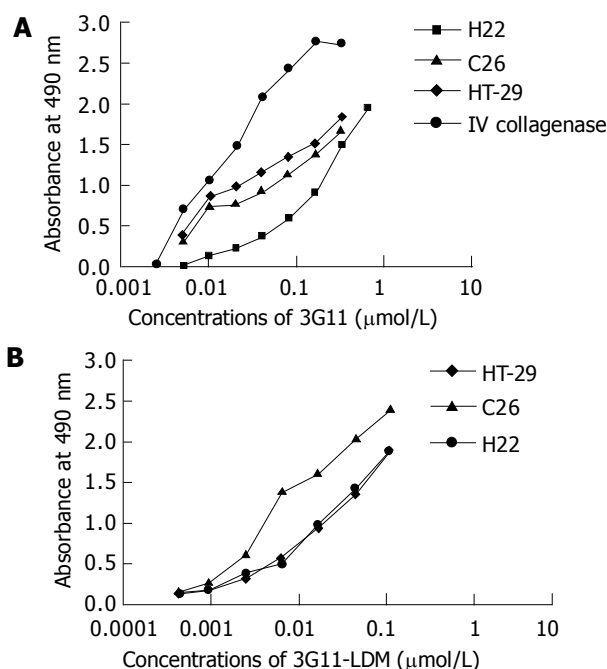 A
3.0
2.5
2.0
1.5
1.0
0.5
0.0
Absorbance at 490 nm
0.001 0.01 0.1 1 10
Concentrations of 3G11 (μmol/L)
H22
C26
HT-29
IV collagenase
B
3.0
2.5
2.0
1.5
1.0
0.5
0.0
Absorbance at 490 nm
0.0001 0.001 0.01 0.1 1 10
Concentrations of 3G11-LDM (μmol/L)
HT-29
C26
H22